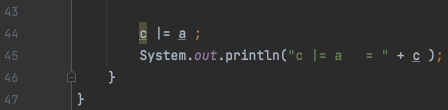 43
44 c |= a ;
45 System.out.println("c |= a   = " + c );
46 }
47 }